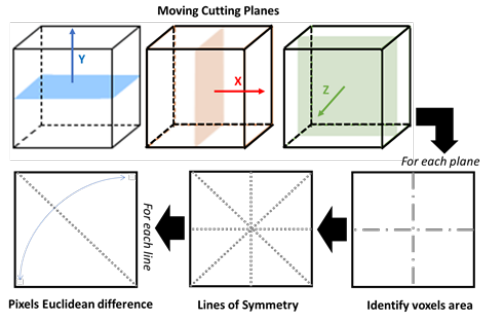 Moving Cutting Planes
Y
X
Z
For each plane
For each line
Pixels Euclidean difference
Lines of Symmetry
Identify voxels area